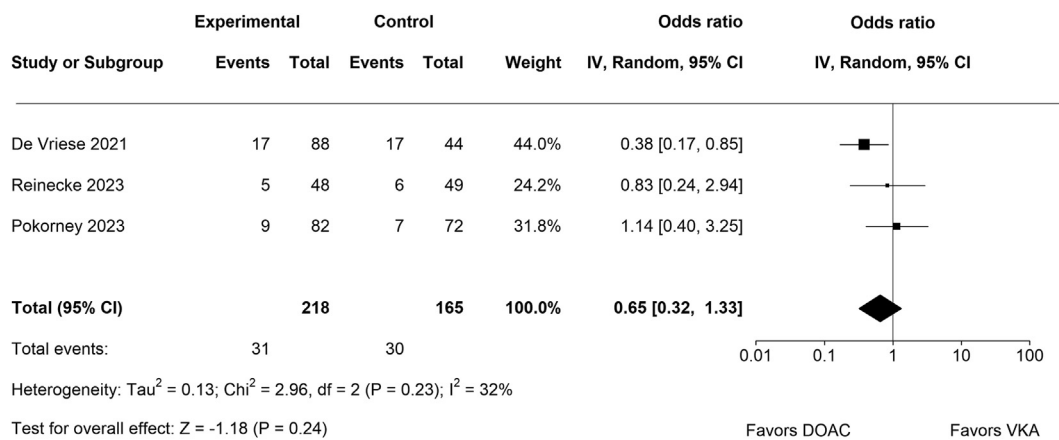 Experimental Control Odds ratio Odds ratio
Study or Subgroup Events Total Events Total Weight IV, Random, 95% CI IV, Random, 95% CI
De Vriese 2021 17 88 17 44 44.0% 0.38 [0.17, 0.85]
Reinecke 2023 5 48 6 49 24.2% 0.83 [0.24, 2.94]
Pokorney 2023 9 82 7 72 31.8% 1.14 [0.40, 3.25]
Total (95% CI) 218 165 100.0% 0.65 [0.32, 1.33]
Total events: 31 30
0.01 0.1 1 10 100
Heterogeneity: Tau² = 0.13; Chi² = 2.96, df = 2 (P = 0.23); I² = 32%
Test for overall effect: Z = -1.18 (P = 0.24) Favors DOAC Favors VKA